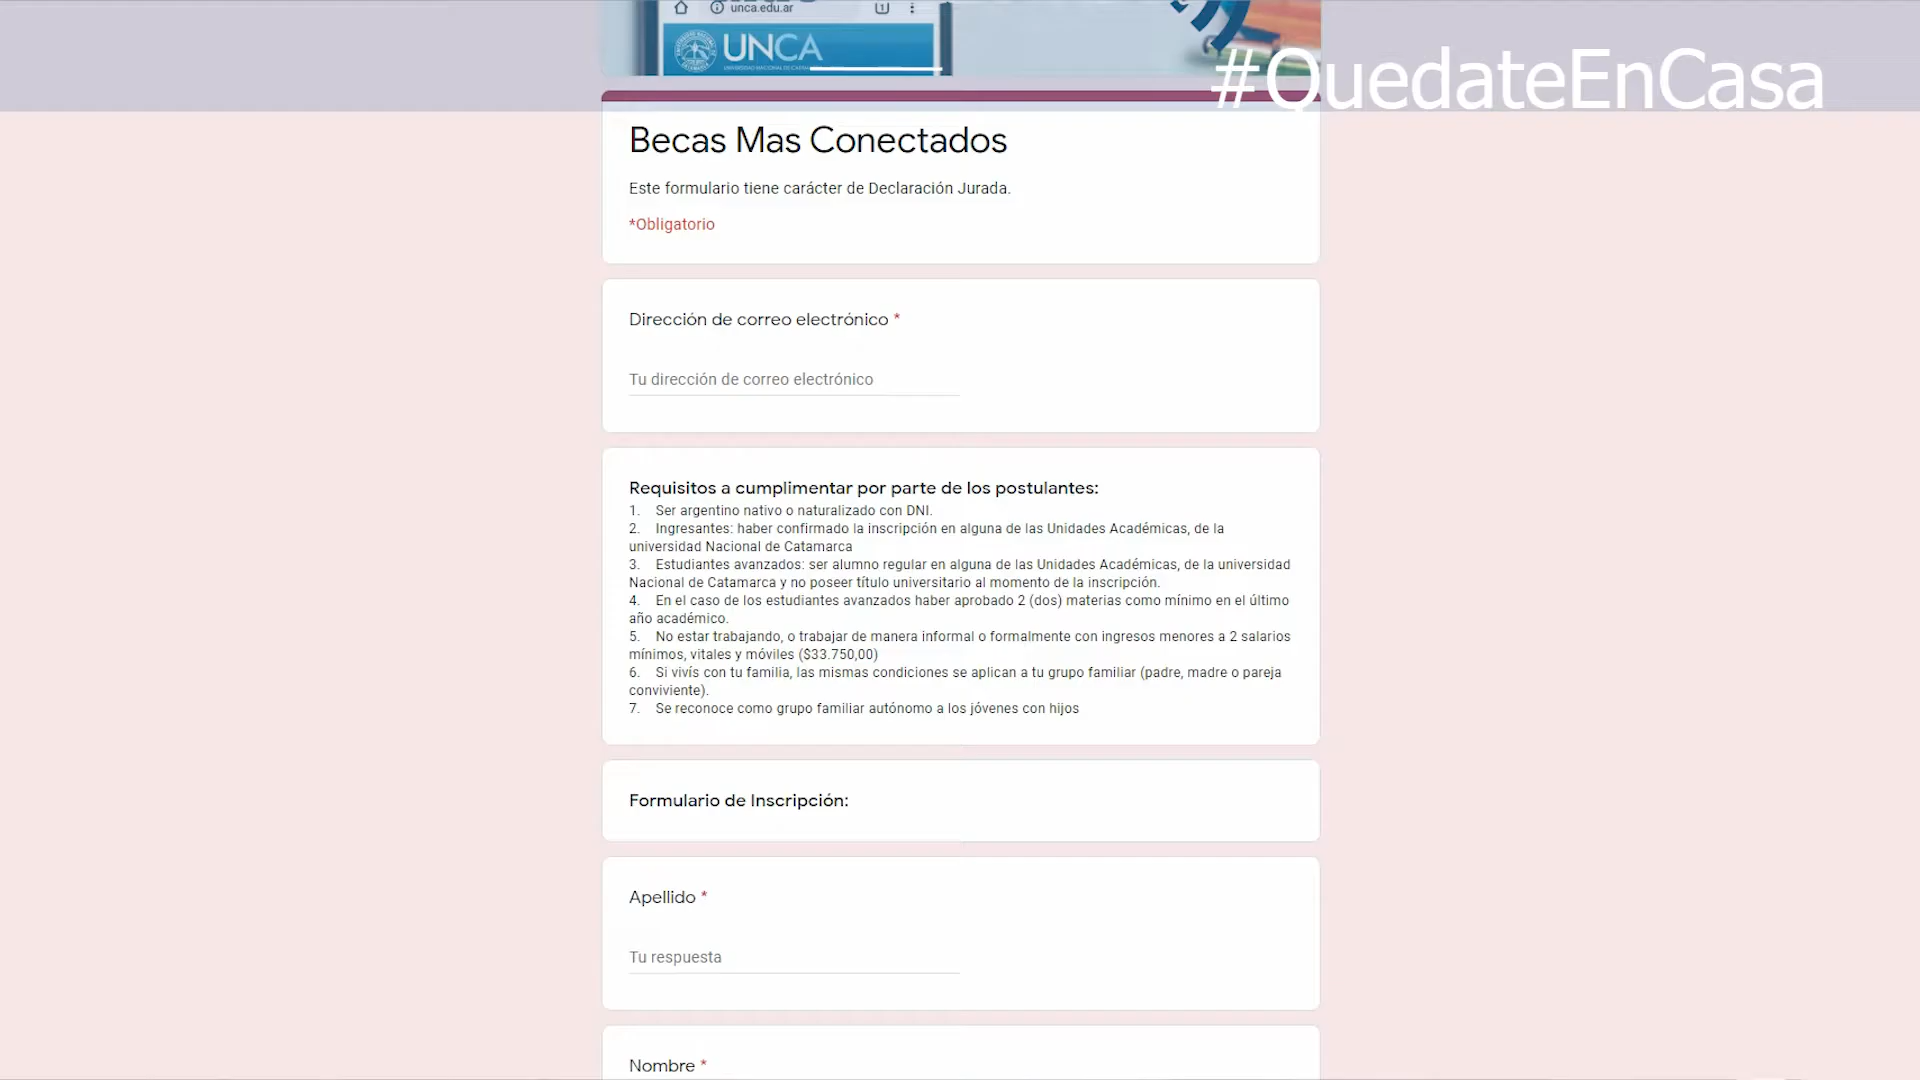 unca.edu.ar
UNCA
#QuedateEnCasa
Becas Mas Conectados
Este formulario tiene carácter de Declaración Jurada.
*Obligatorio
Dirección de correo electrónico *
Tu dirección de correo electrónico
Requisitos a cumplimentar por parte de los postulantes:
1. Ser argentino nativo o naturalizado con DNI.
2. Ingresantes: haber confirmado la inscripción en alguna de las Unidades Académicas, de la
universidad Nacional de Catamarca
3. Estudiantes avanzados: ser alumno regular en alguna de las Unidades Académicas, de la universidad
Nacional de Catamarca y no poseer título universitario al momento de la inscripción.
4. En el caso de los estudiantes avanzados haber aprobado 2 (dos) materias como mínimo en el último
año académico.
5. No estar trabajando, o trabajar de manera informal o formalmente con ingresos menores a 2 salarios
mínimos, vitales y móviles ($33.750,00)
6. Si vivís con tu familia, las mismas condiciones se aplican a tu grupo familiar (padre, madre o pareja
conviviente).
7. Se reconoce como grupo familiar autónomo a los jóvenes con hijos
Formulario de Inscripción:
Apellido *
Tu respuesta
Nombre *